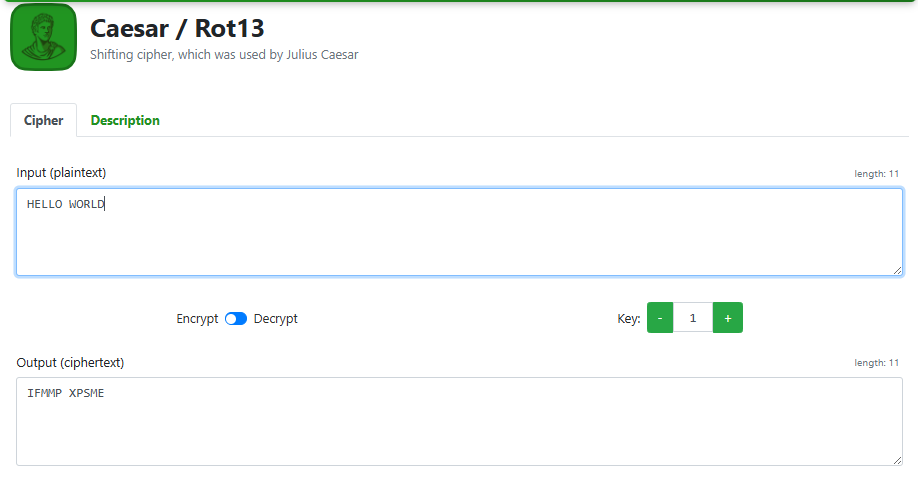 Caesar / Rot13
Shifting cipher, which was used by Julius Caesar
Cipher Description
Input (plaintext) length: 11
HELLO WORLD
Encrypt Decrypt Key: - 1 +
Output (ciphertext) length: 11
IFMMP XPSME